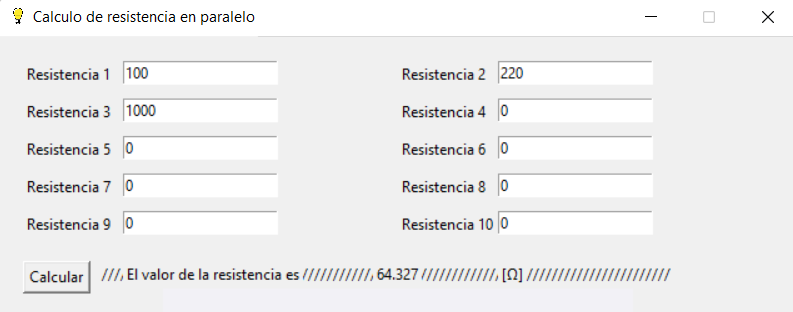 Calculo de resistencia en paralelo
Resistencia 1 100 Resistencia 2 220
Resistencia 3 1000 Resistencia 4 0
Resistencia 5 0 Resistencia 6 0
Resistencia 7 0 Resistencia 8 0
Resistencia 9 0 Resistencia 10 0
Calcular ///, El valor de la resistencia es ///////////, 64.327 ////////////, [Ω] ///////////////////////